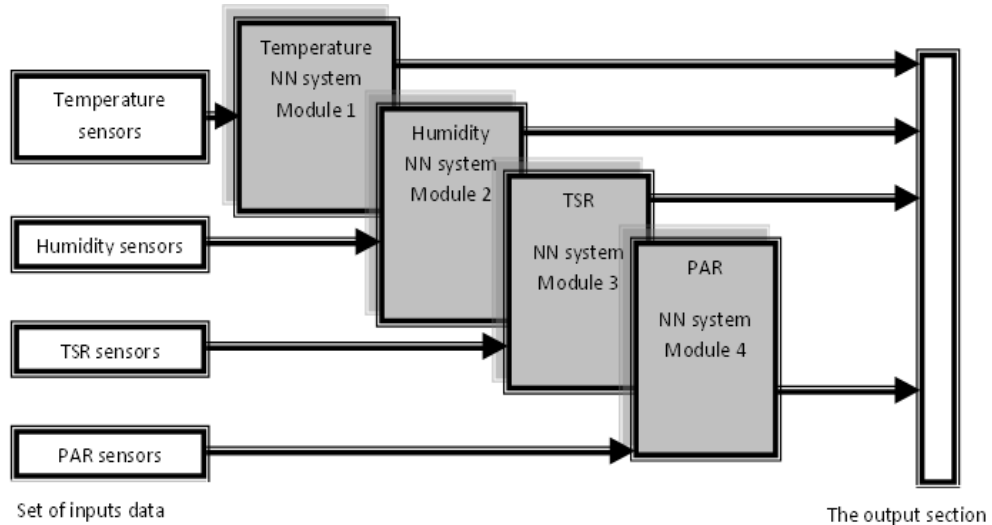 Temperature
sensors
Humidity sensors
TSR sensors
PAR sensors
Set of inputs data
Temperature
NN system
Module 1
Humidity
NN system
Module 2
TSR
NN system
Module 3
PAR
NN system
Module 4
The output section